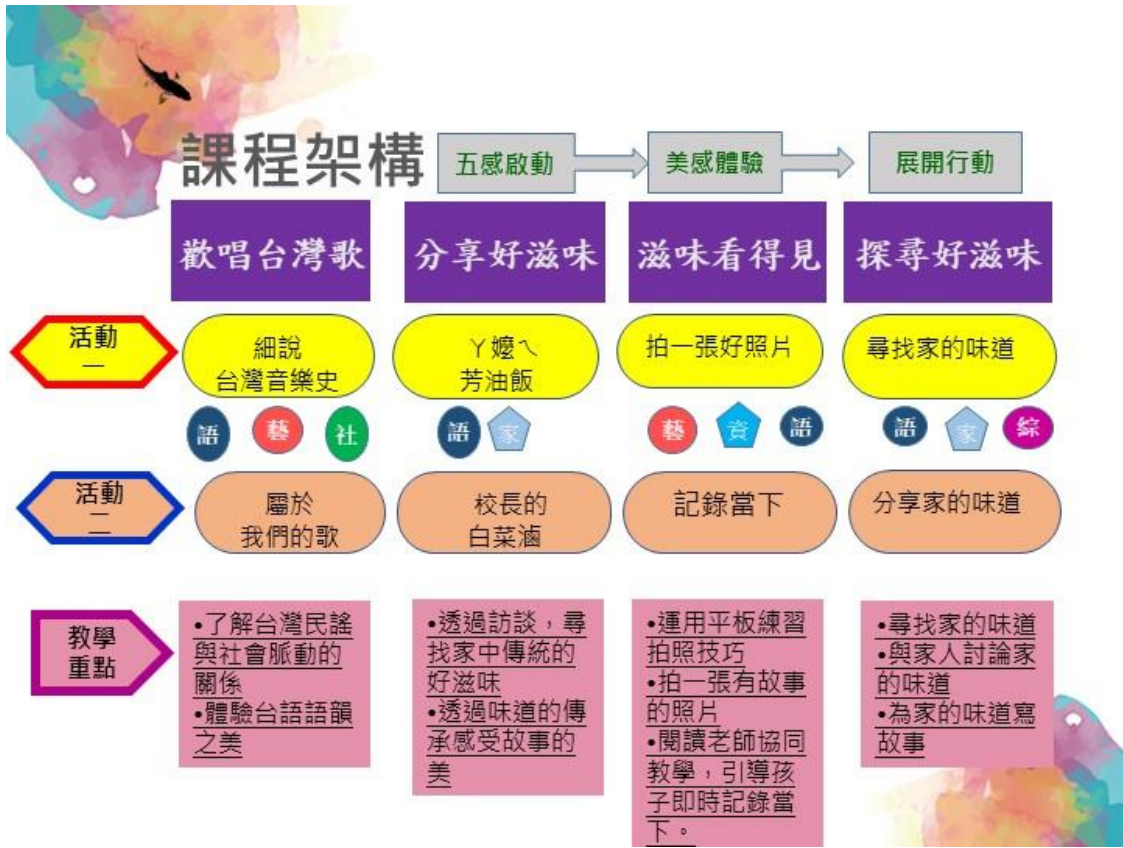 課程架構
五感啟動
美感體驗
展開行動
歡唱台灣歌
分享好滋味
滋味看得見
探尋好滋味
活動
一
細說
台灣音樂史
ㄚ嬤ㄟ
芳油飯
拍一張好照片
尋找家的味道
語
藝
社
語
家
藝
資
語
語
家
綜
活動
二
屬於
我們的歌
校長的
白菜滷
記錄當下
分享家的味道
教學
重點
•了解台灣民謠
與社會脈動的
關係
•體驗台語語韻
之美
•透過訪談，尋
找家中傳統的
好滋味
•透過味道的傳
承感受故事的
美
•運用平板練習
拍照技巧
•拍一張有故事
的照片
•閱讀老師協同
教學，引導孩
子即時記錄當
下。
•尋找家的味道
•與家人討論家
的味道
•為家的味道寫
故事